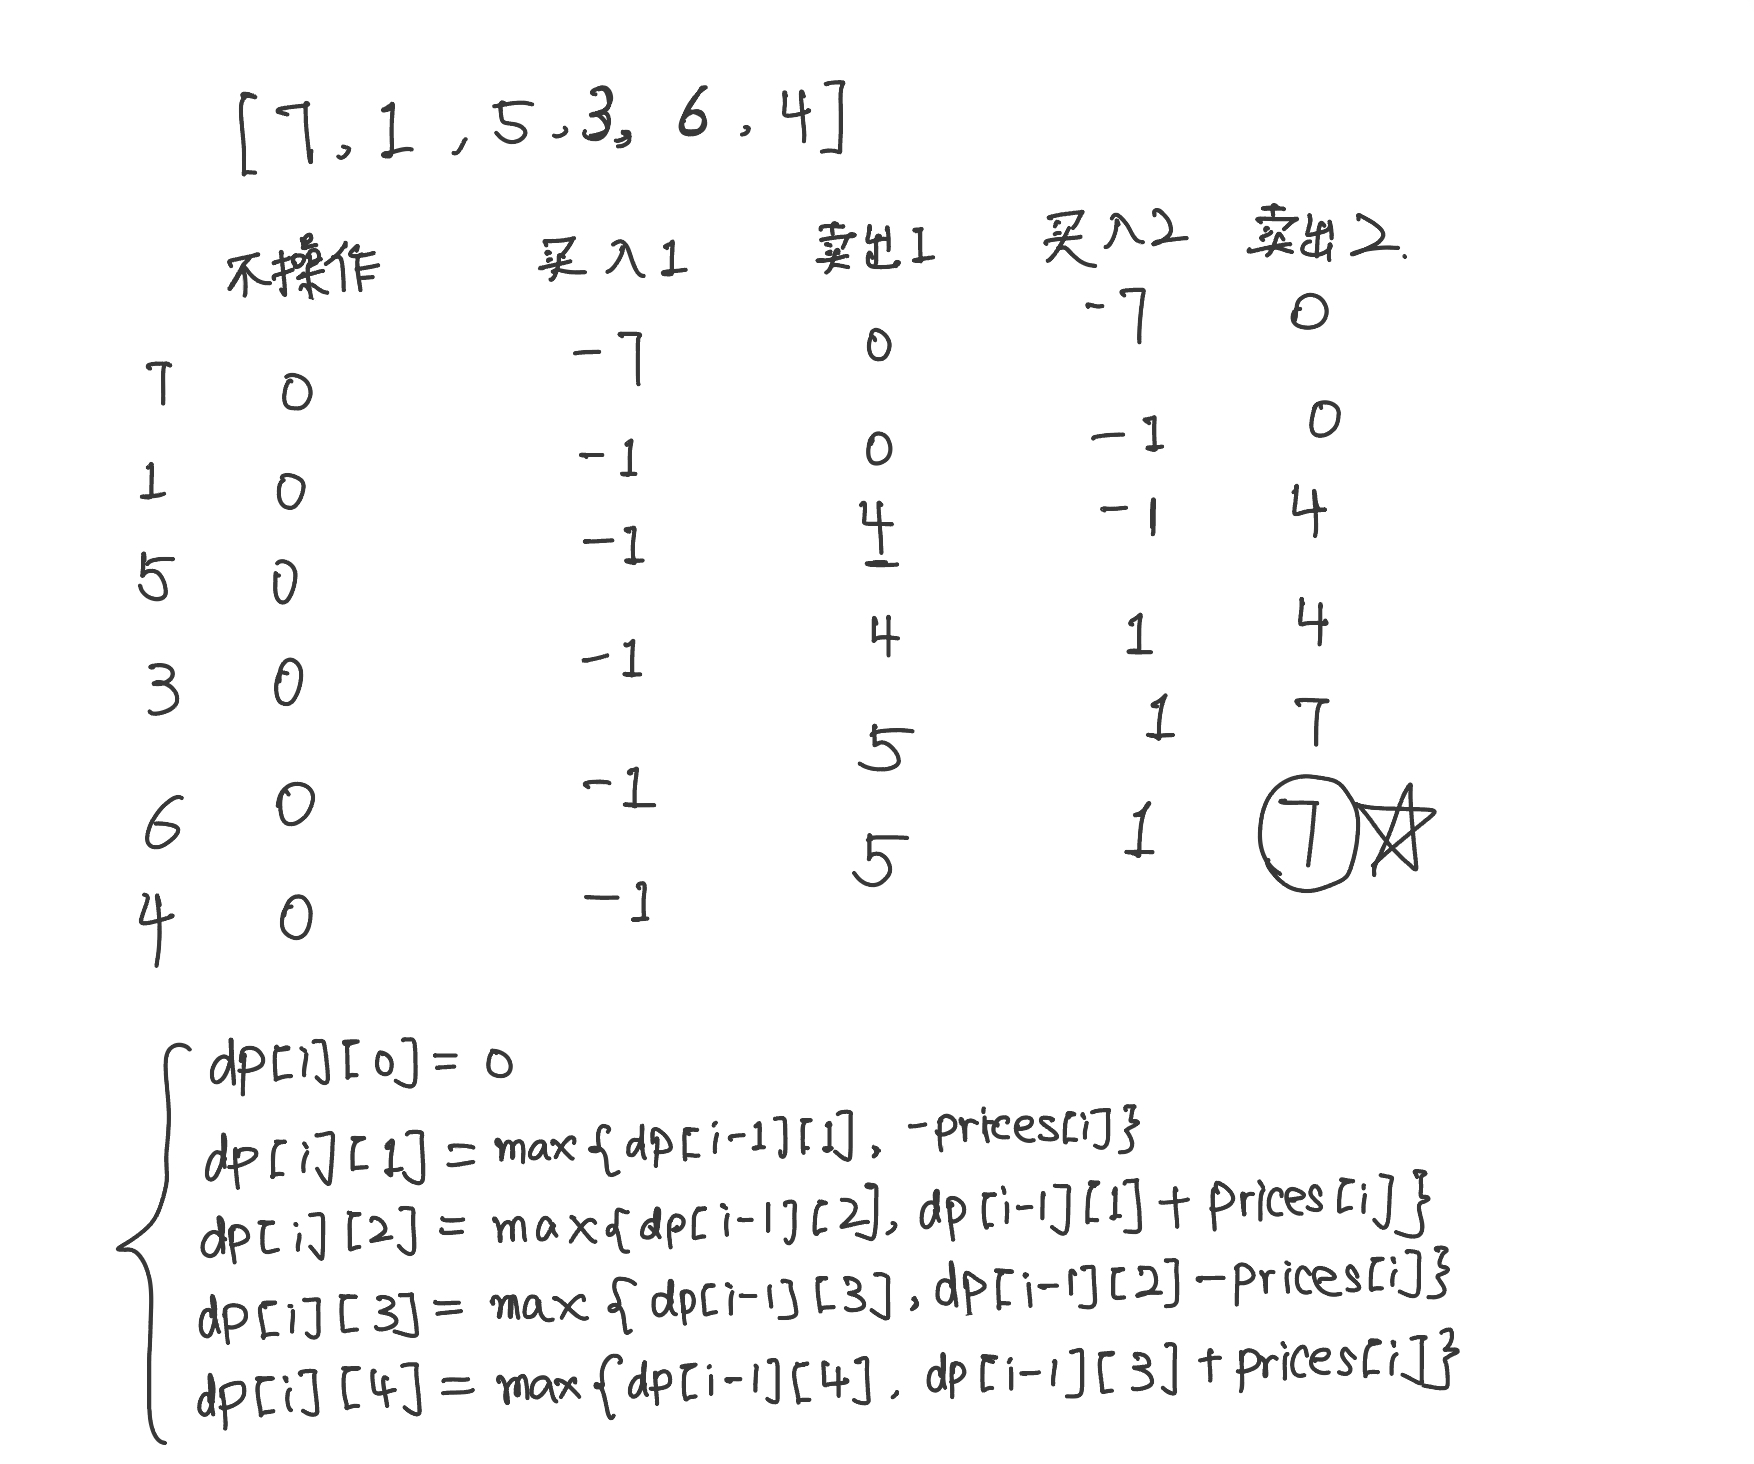 [7, 1, 5, 3, 6, 4]
不操作 买入1 卖出1 买入2 卖出2.
7 0 -7 0 -7 0
1 0 -1 0 -1 0
5 0 -1 4 -1 4
3 0 -1 4 1 4
6 0 -1 5 1 7
4 0 -1 5 1 7
dp[i][0] = 0
dp[i][1] = max{dp[i-1][1], -prices[i]}
dp[i][2] = max{dp[i-1][2], dp[i-1][1]+prices[i]}
dp[i][3] = max{dp[i-1][3], dp[i-1][2]-prices[i]}
dp[i][4] = max{dp[i-1][4], dp[i-1][3]+prices[i]}